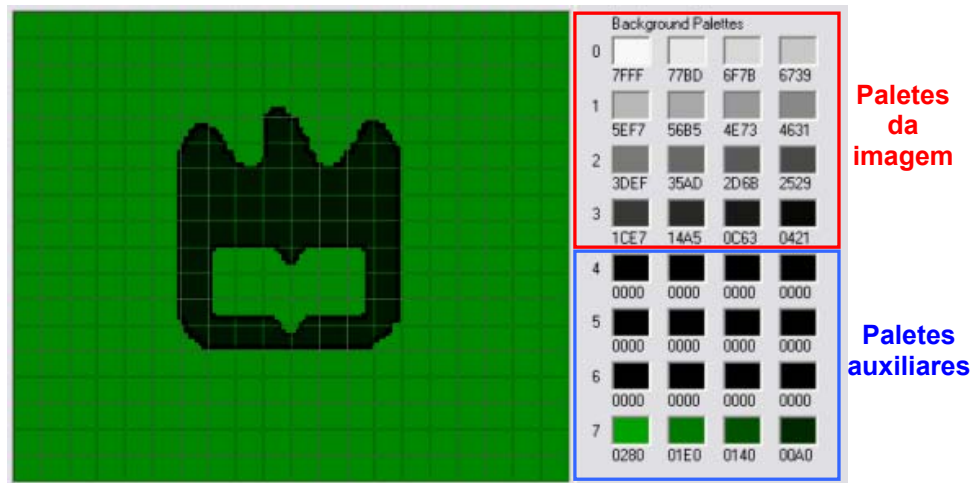 Background Palettes
0
7FFF 77BD 6F7B 6739
1
5EF7 56B5 4E73 4631
2
3DEF 35AD 2D6B 2529
3
1CE7 14A5 0C63 0421
4
0000 0000 0000 0000
5
0000 0000 0000 0000
6
0000 0000 0000 0000
7
0280 01E0 0140 00A0
Paletes
da
imagem
Paletes
auxiliares